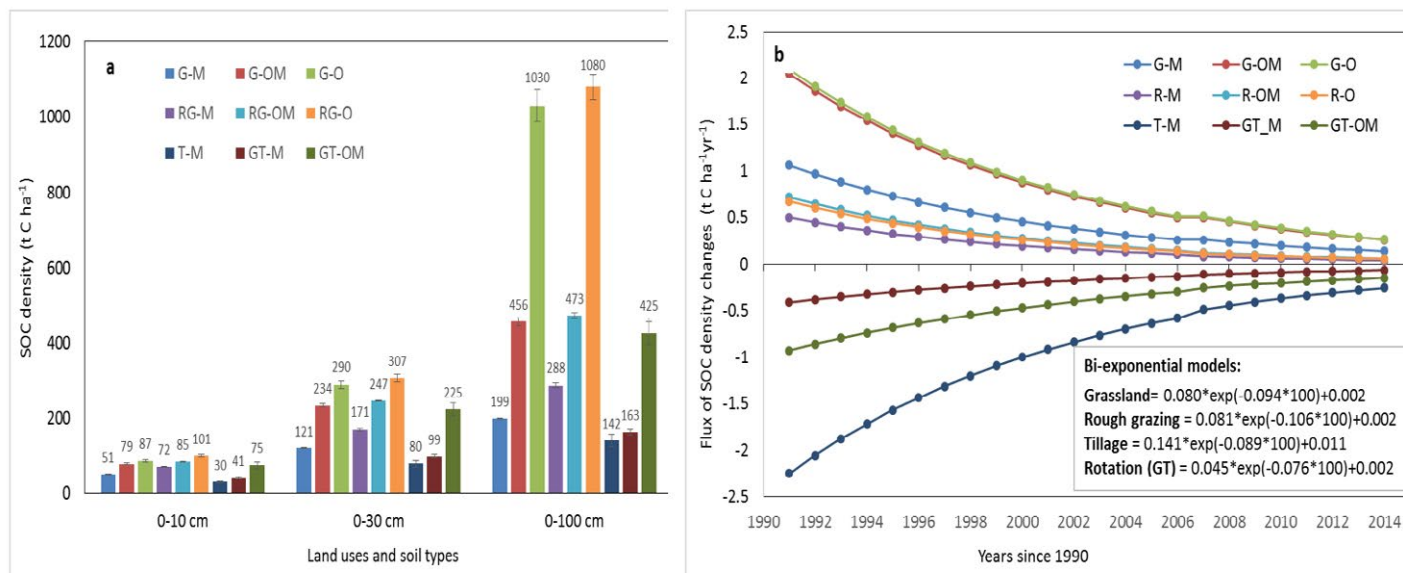 a
G-M G-OM G-O
RG-M RG-OM RG-O
T-M GT-M GT-OM
SOC density (t C ha⁻¹)
1200
1000
800
600
400
200
0
51 79 87 72 85 101 30 41 75
121 234 290 171 247 307 80 99 225
199 456 1030 288 473 1080 142 163 425
0-10 cm 0-30 cm 0-100 cm
Land uses and soil types
b
G-M G-OM G-O
R-M R-OM R-O
T-M GT_M GT-OM
Flux of SOC density changes (t C ha⁻¹yr⁻¹)
2.5
2
1.5
1
0.5
0
-0.5
-1
-1.5
-2
-2.5
Bi-exponential models:
Grassland= 0.080*exp(-0.094*100)+0.002
Rough grazing = 0.081*exp(-0.106*100)+0.002
Tillage = 0.141*exp(-0.089*100)+0.011
Rotation (GT) = 0.045*exp(-0.076*100)+0.002
1990 1992 1994 1996 1998 2000 2002 2004 2006 2008 2010 2012 2014
Years since 1990